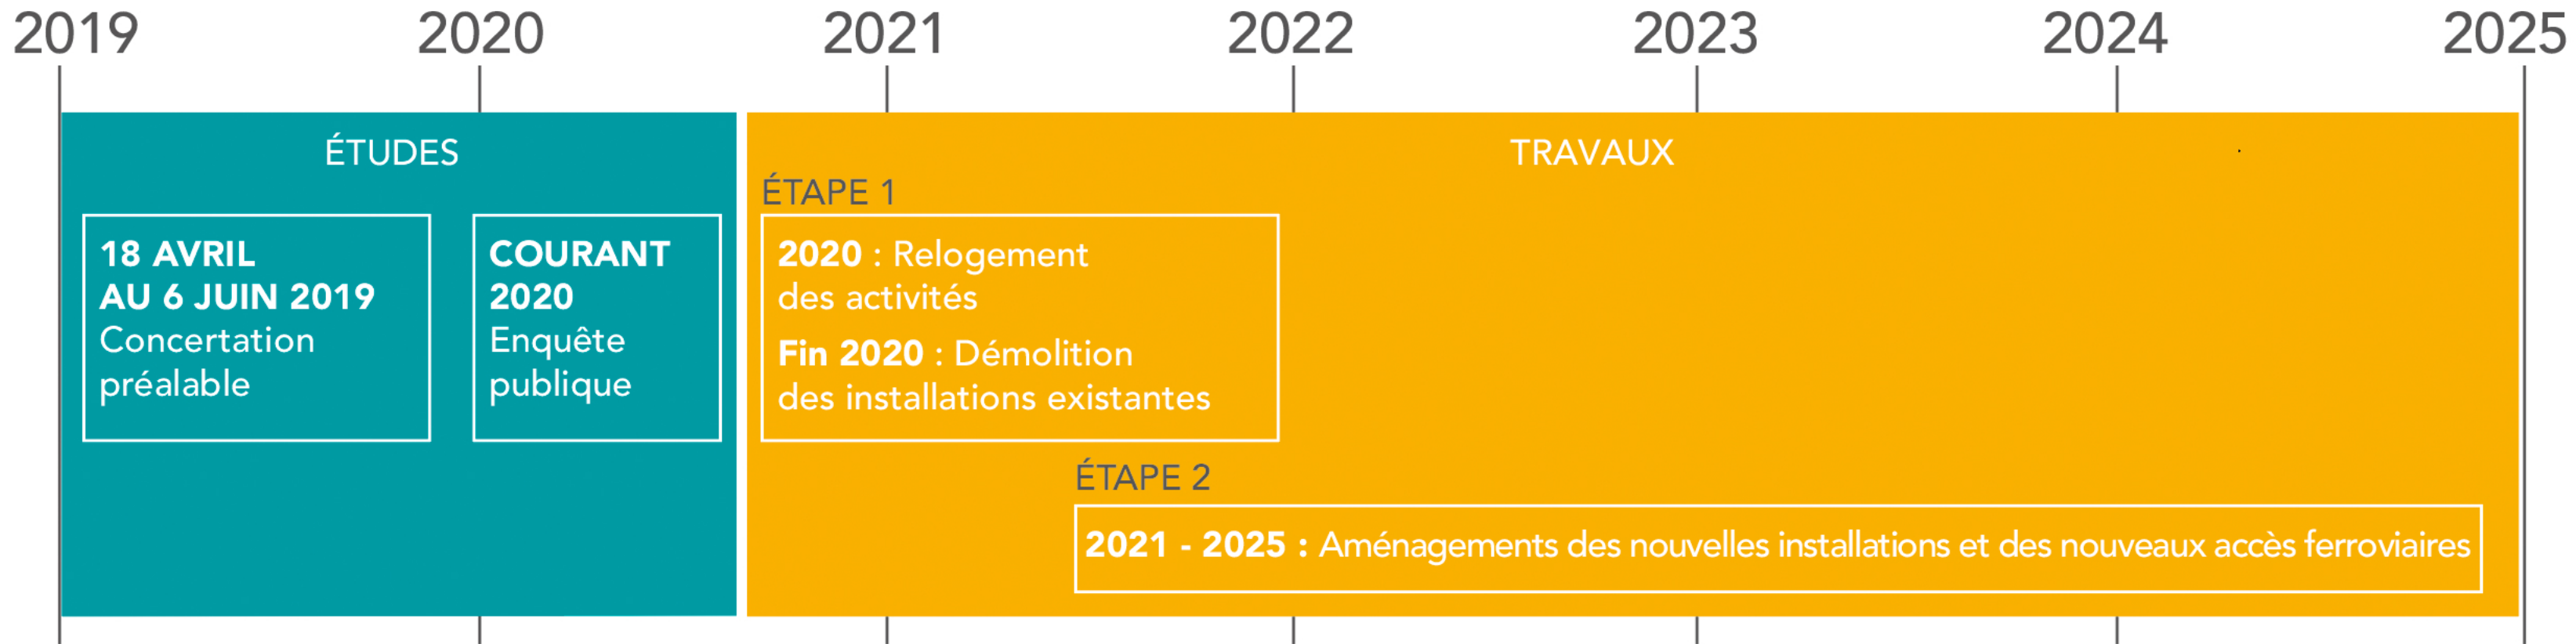 2019 2020 2021 2022 2023 2024 2025
ÉTUDES
18 AVRIL
AU 6 JUIN 2019
Concertation
préalable
COURANT
2020
Enquête
publique
TRAVAUX
ÉTAPE 1
2020 : Relogement
des activités
Fin 2020 : Démolition
des installations existantes
ÉTAPE 2
2021 - 2025 : Aménagements des nouvelles installations et des nouveaux accès ferroviaires